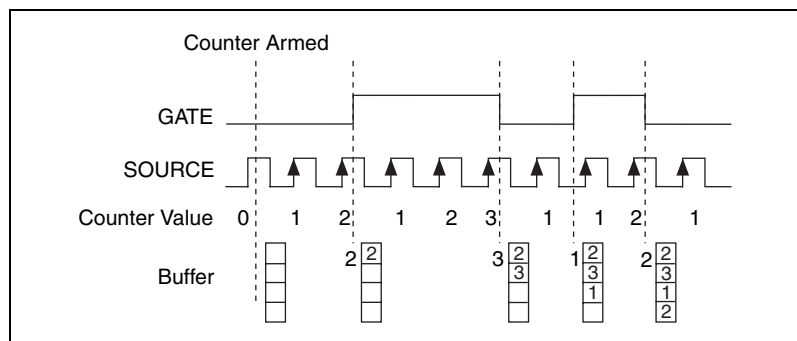 Counter Armed
GATE
SOURCE
Counter Value 0 1 2 1 2 3 1 1 2 1
Buffer
2 2
3 2 3
1 2 3 1
2 2 3 1 2